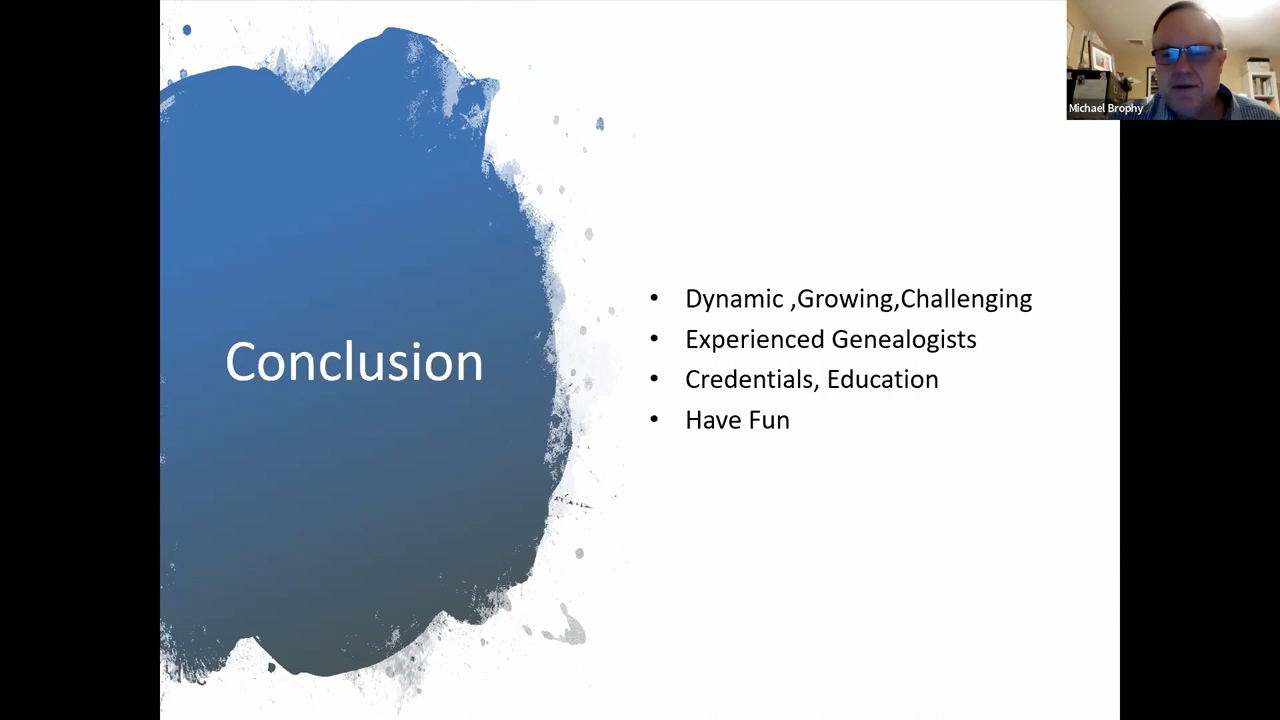 Michael Brophy
Conclusion
• Dynamic ,Growing,Challenging
• Experienced Genealogists
• Credentials, Education
• Have Fun